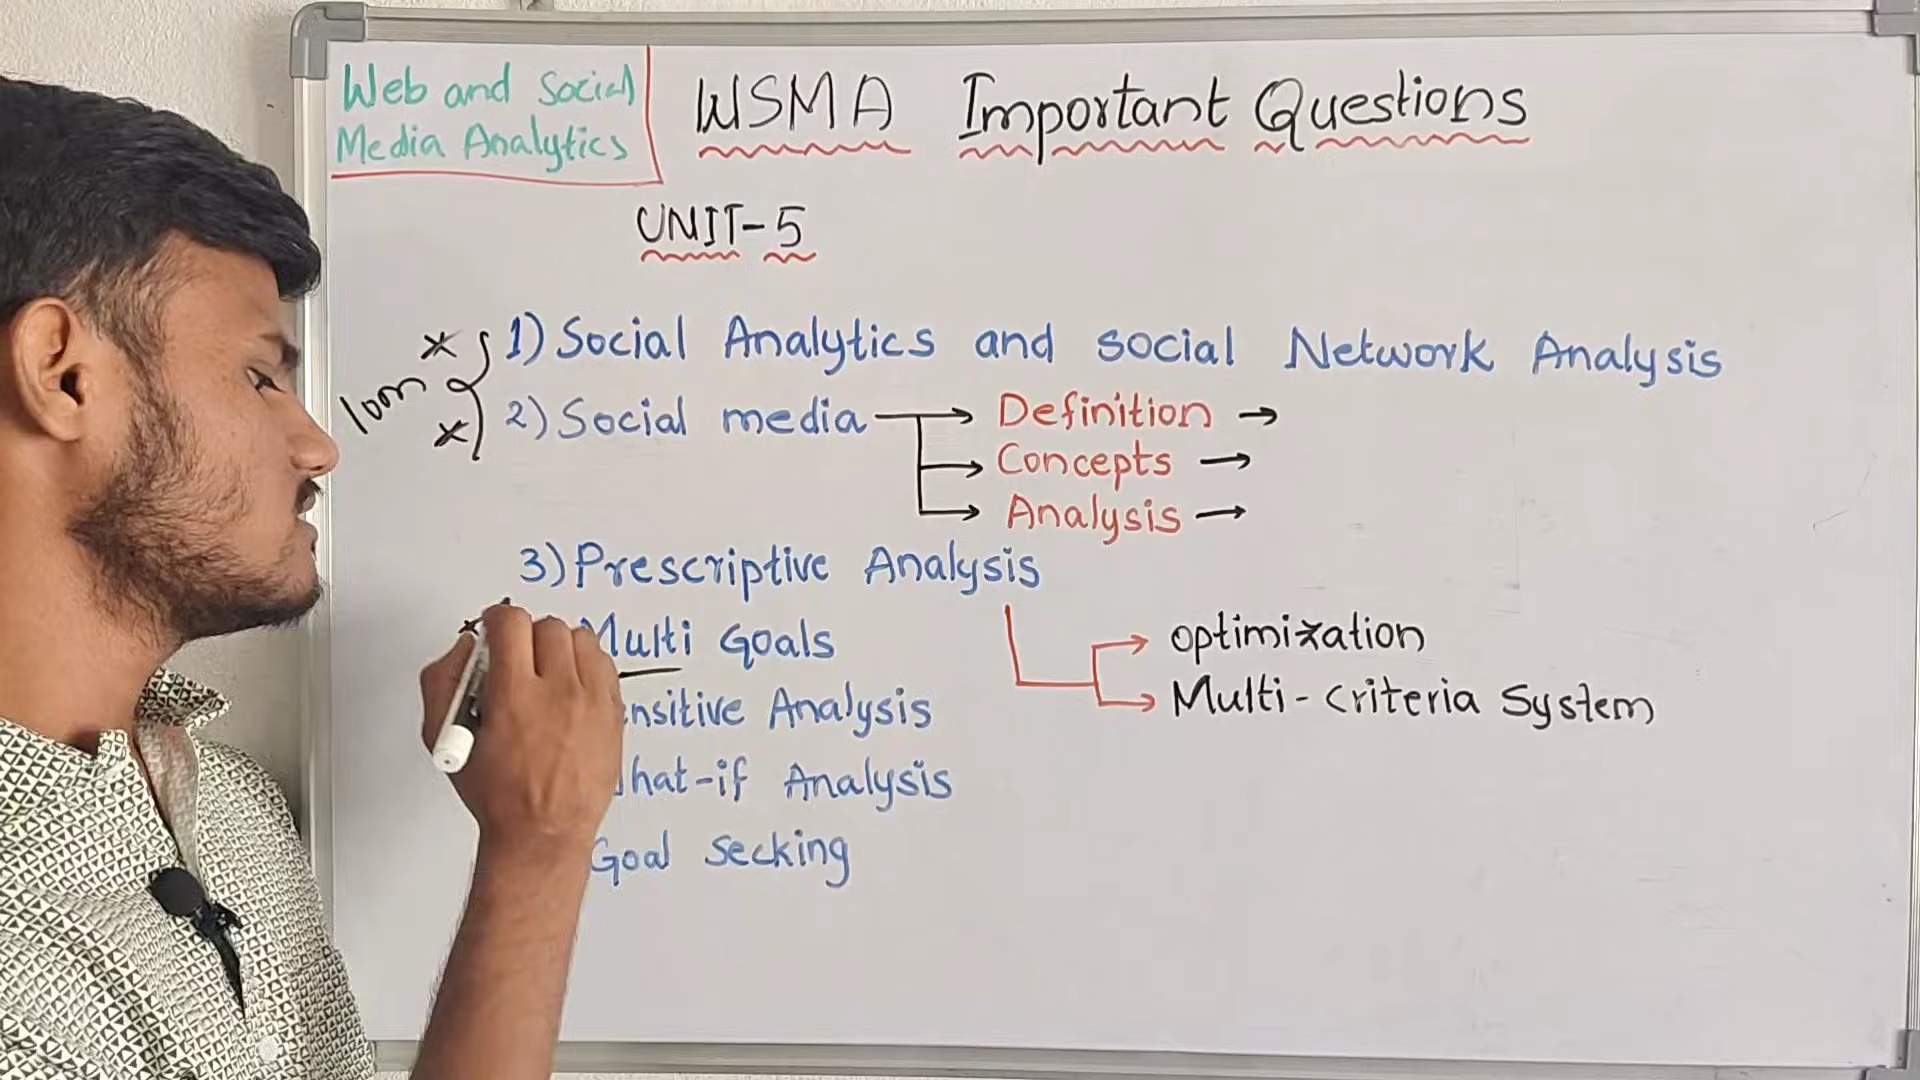 Web and Social
Media Analytics
WSMA Important Questions
UNIT-5
10m
1) Social Analytics and social Network Analysis
2) Social media → Definition →
Concepts →
Analysis →
3) Prescriptive Analysis
Multi Goals
optimization
nsitive Analysis
Multi-criteria System
hat-if Analysis
Goal Secking